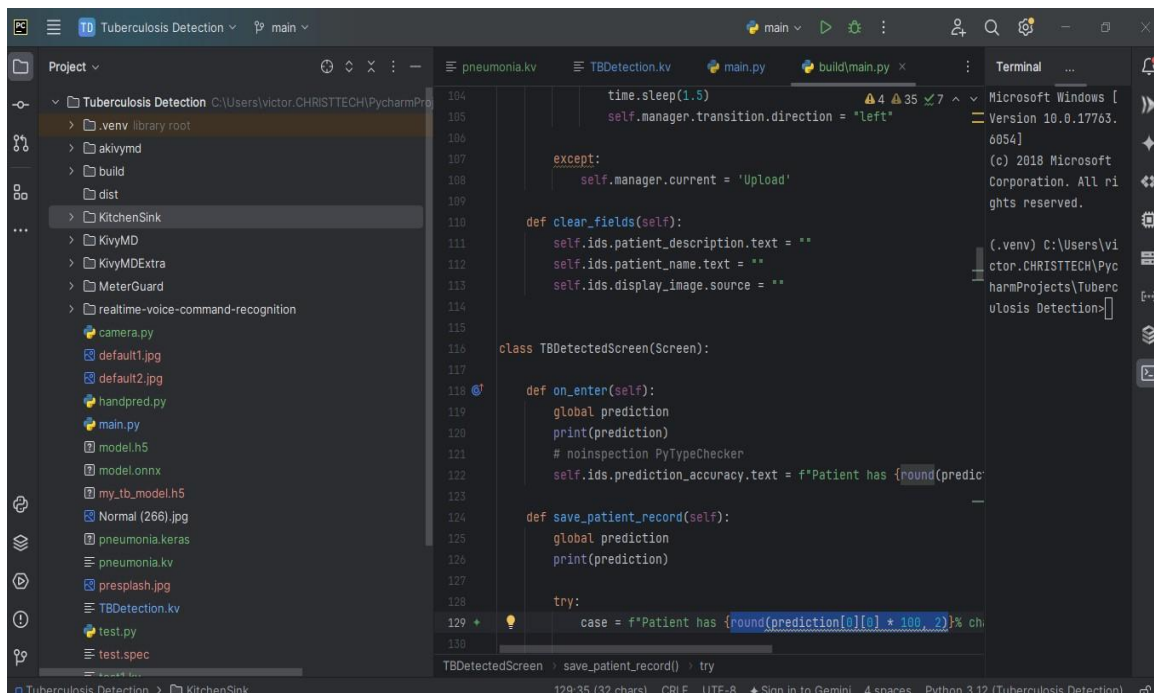 PC TD Tuberculosis Detection main main
Project
Tuberculosis Detection C:\Users\victor.CHRISTTECH\PycharmPro
.venv library root
akivymd
build
dist
KitchenSink
KivyMD
KivyMDExtra
MeterGuard
realtime-voice-command-recognition
camera.py
default1.jpg
default2.jpg
handpred.py
main.py
model.h5
model.onnx
my_tb_model.h5
Normal (266).jpg
pneumonia.keras
pneumonia.kv
presplash.jpg
TBDetection.kv
test.py
test.spec
test1.kv
pneumonia.kv TBDetection.kv main.py build\main.py
4 35 7
104 time.sleep(1.5)
105 self.manager.transition.direction = "left"
106
107 except:
108 self.manager.current = 'Upload'
109
110 def clear_fields(self):
111 self.ids.patient_description.text = ""
112 self.ids.patient_name.text = ""
113 self.ids.display_image.source = ""
114
115
116 class TBDetectedScreen(Screen):
117
118 def on_enter(self):
119 global prediction
120 print(prediction)
121 # noinspection PyTypeChecker
122 self.ids.prediction_accuracy.text = f"Patient has {round(predic
123
124 def save_patient_record(self):
125 global prediction
126 print(prediction)
127
128 try:
129 case = f"Patient has {round(prediction[0][0] * 100, 2)}% ch
130
TBDetectedScreen > save_patient_record() > try
Terminal ...
Microsoft Windows [
Version 10.0.17763.
6054]
(c) 2018 Microsoft
Corporation. All ri
ghts reserved.
(.venv) C:\Users\vi
ctor.CHRISTTECH\Pyc
harmProjects\Tuberc
ulosis Detection>
Tuberculosis Detection > KitchenSink 129:35 (32 chars) CRLF UTF-8 Sign in to Gemini 4 spaces Python 3.12 (Tuberculosis Detection)